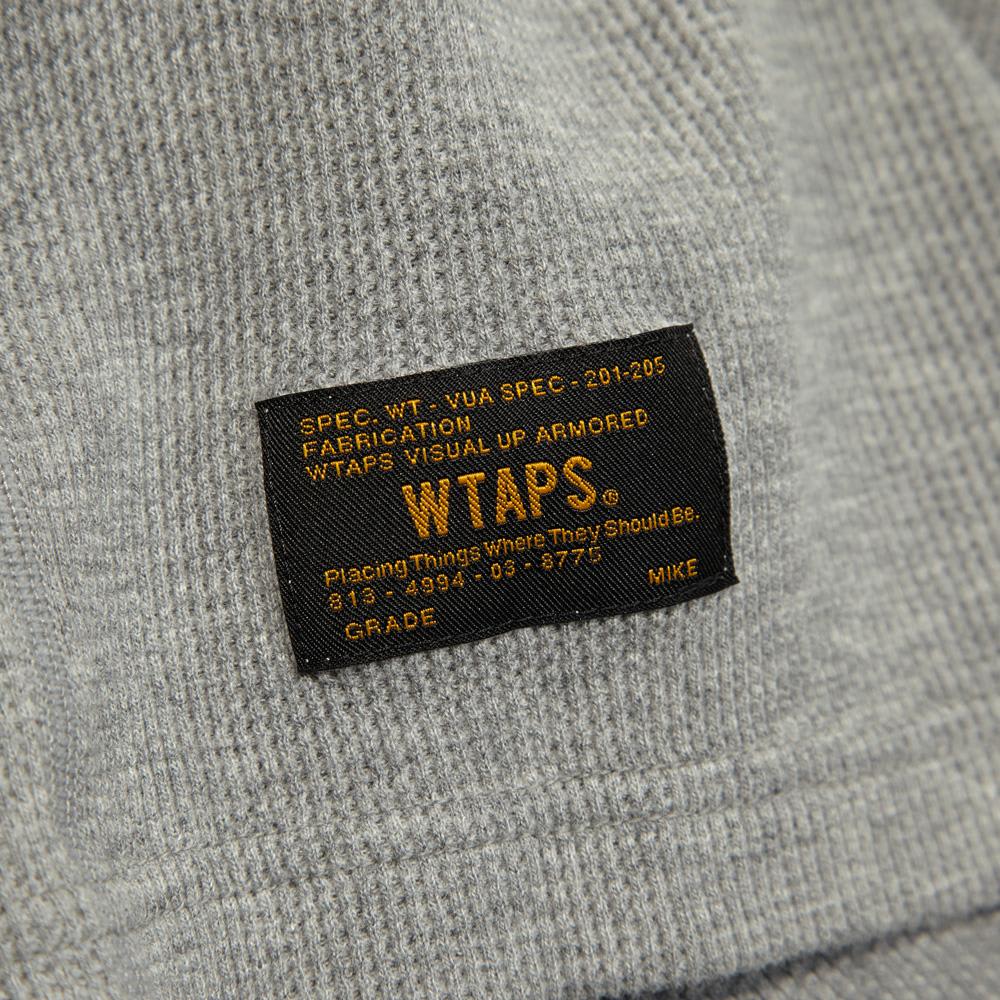 SPEC. WT - VUA SPEC - 201-205
FABRICATION
WTAPS VISUAL UP ARMORED
WTAPS.®
Placing Things Where They Should Be.
813 - 4994 - 03 - 8775
MIKE
GRADE